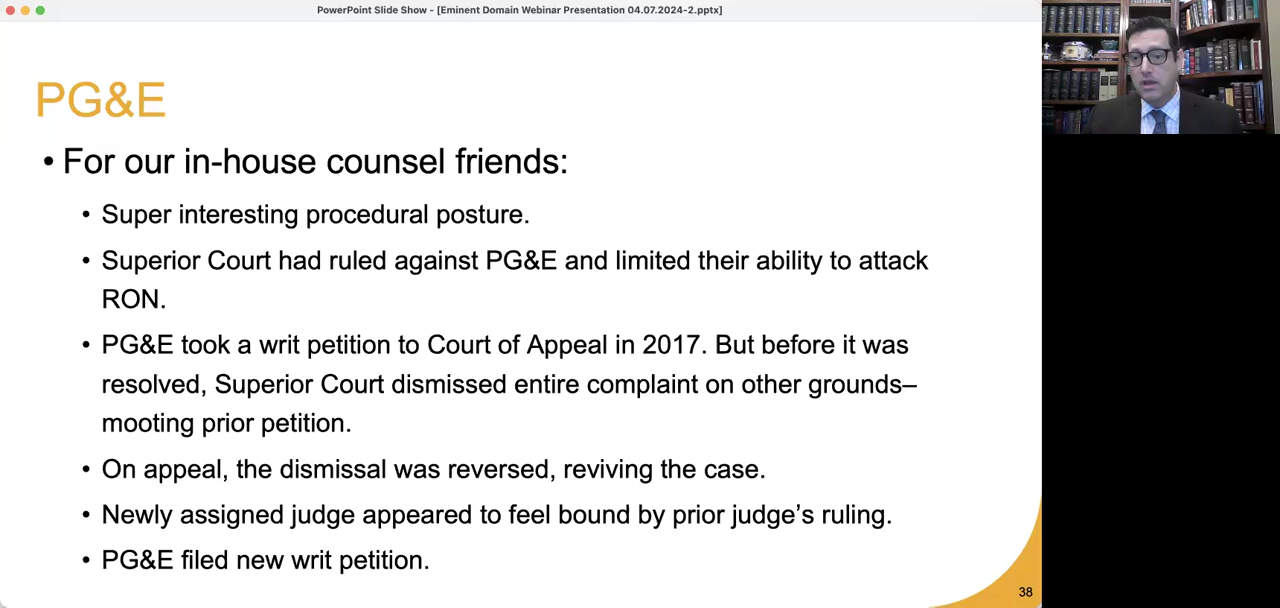 PowerPoint Slide Show - [Eminent Domain Webinar Presentation 04.07.2024-2.pptx]
PG&E
• For our in-house counsel friends:
• Super interesting procedural posture.
• Superior Court had ruled against PG&E and limited their ability to attack
RON.
• PG&E took a writ petition to Court of Appeal in 2017. But before it was
resolved, Superior Court dismissed entire complaint on other grounds–
mooting prior petition.
• On appeal, the dismissal was reversed, reviving the case.
• Newly assigned judge appeared to feel bound by prior judge’s ruling.
• PG&E filed new writ petition.
38